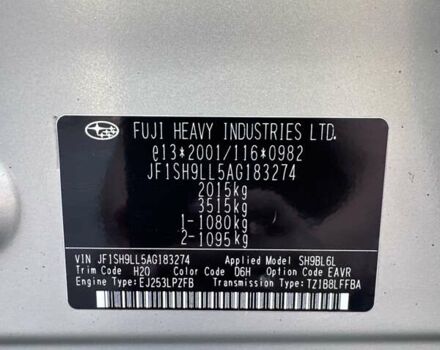 FUJI HEAVY INDUSTRIES LTD.
e13*2001/116*0982
JF1SH9LL5AG183274
2015kg
3515kg
1-1080kg
2-1095kg
VIN JF1SH9LL5AG183274 Applied Model SH9BL6L
Trim Code H20 Color Code D6H Option Code EAVR
Engine Type: EJ253LPZFB Transmission Type: TZ1B8LFFBA